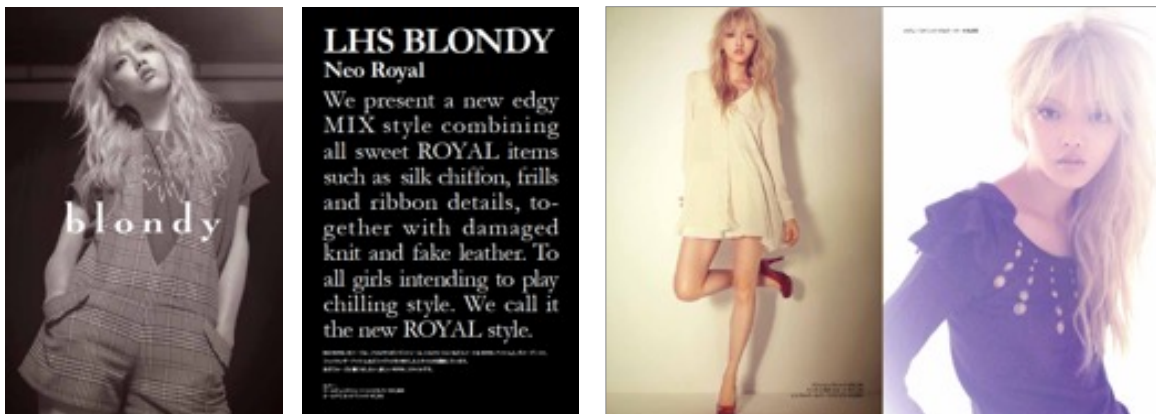 blondy
LHS BLONDY
Neo Royal
We present a new edgy
MIX style combining
all sweet ROYAL items
such as silk chiffon, frills
and ribbon details, to-
gether with damaged
knit and fake leather. To
all girls intending to play
chilling style. We call it
the new ROYAL style.